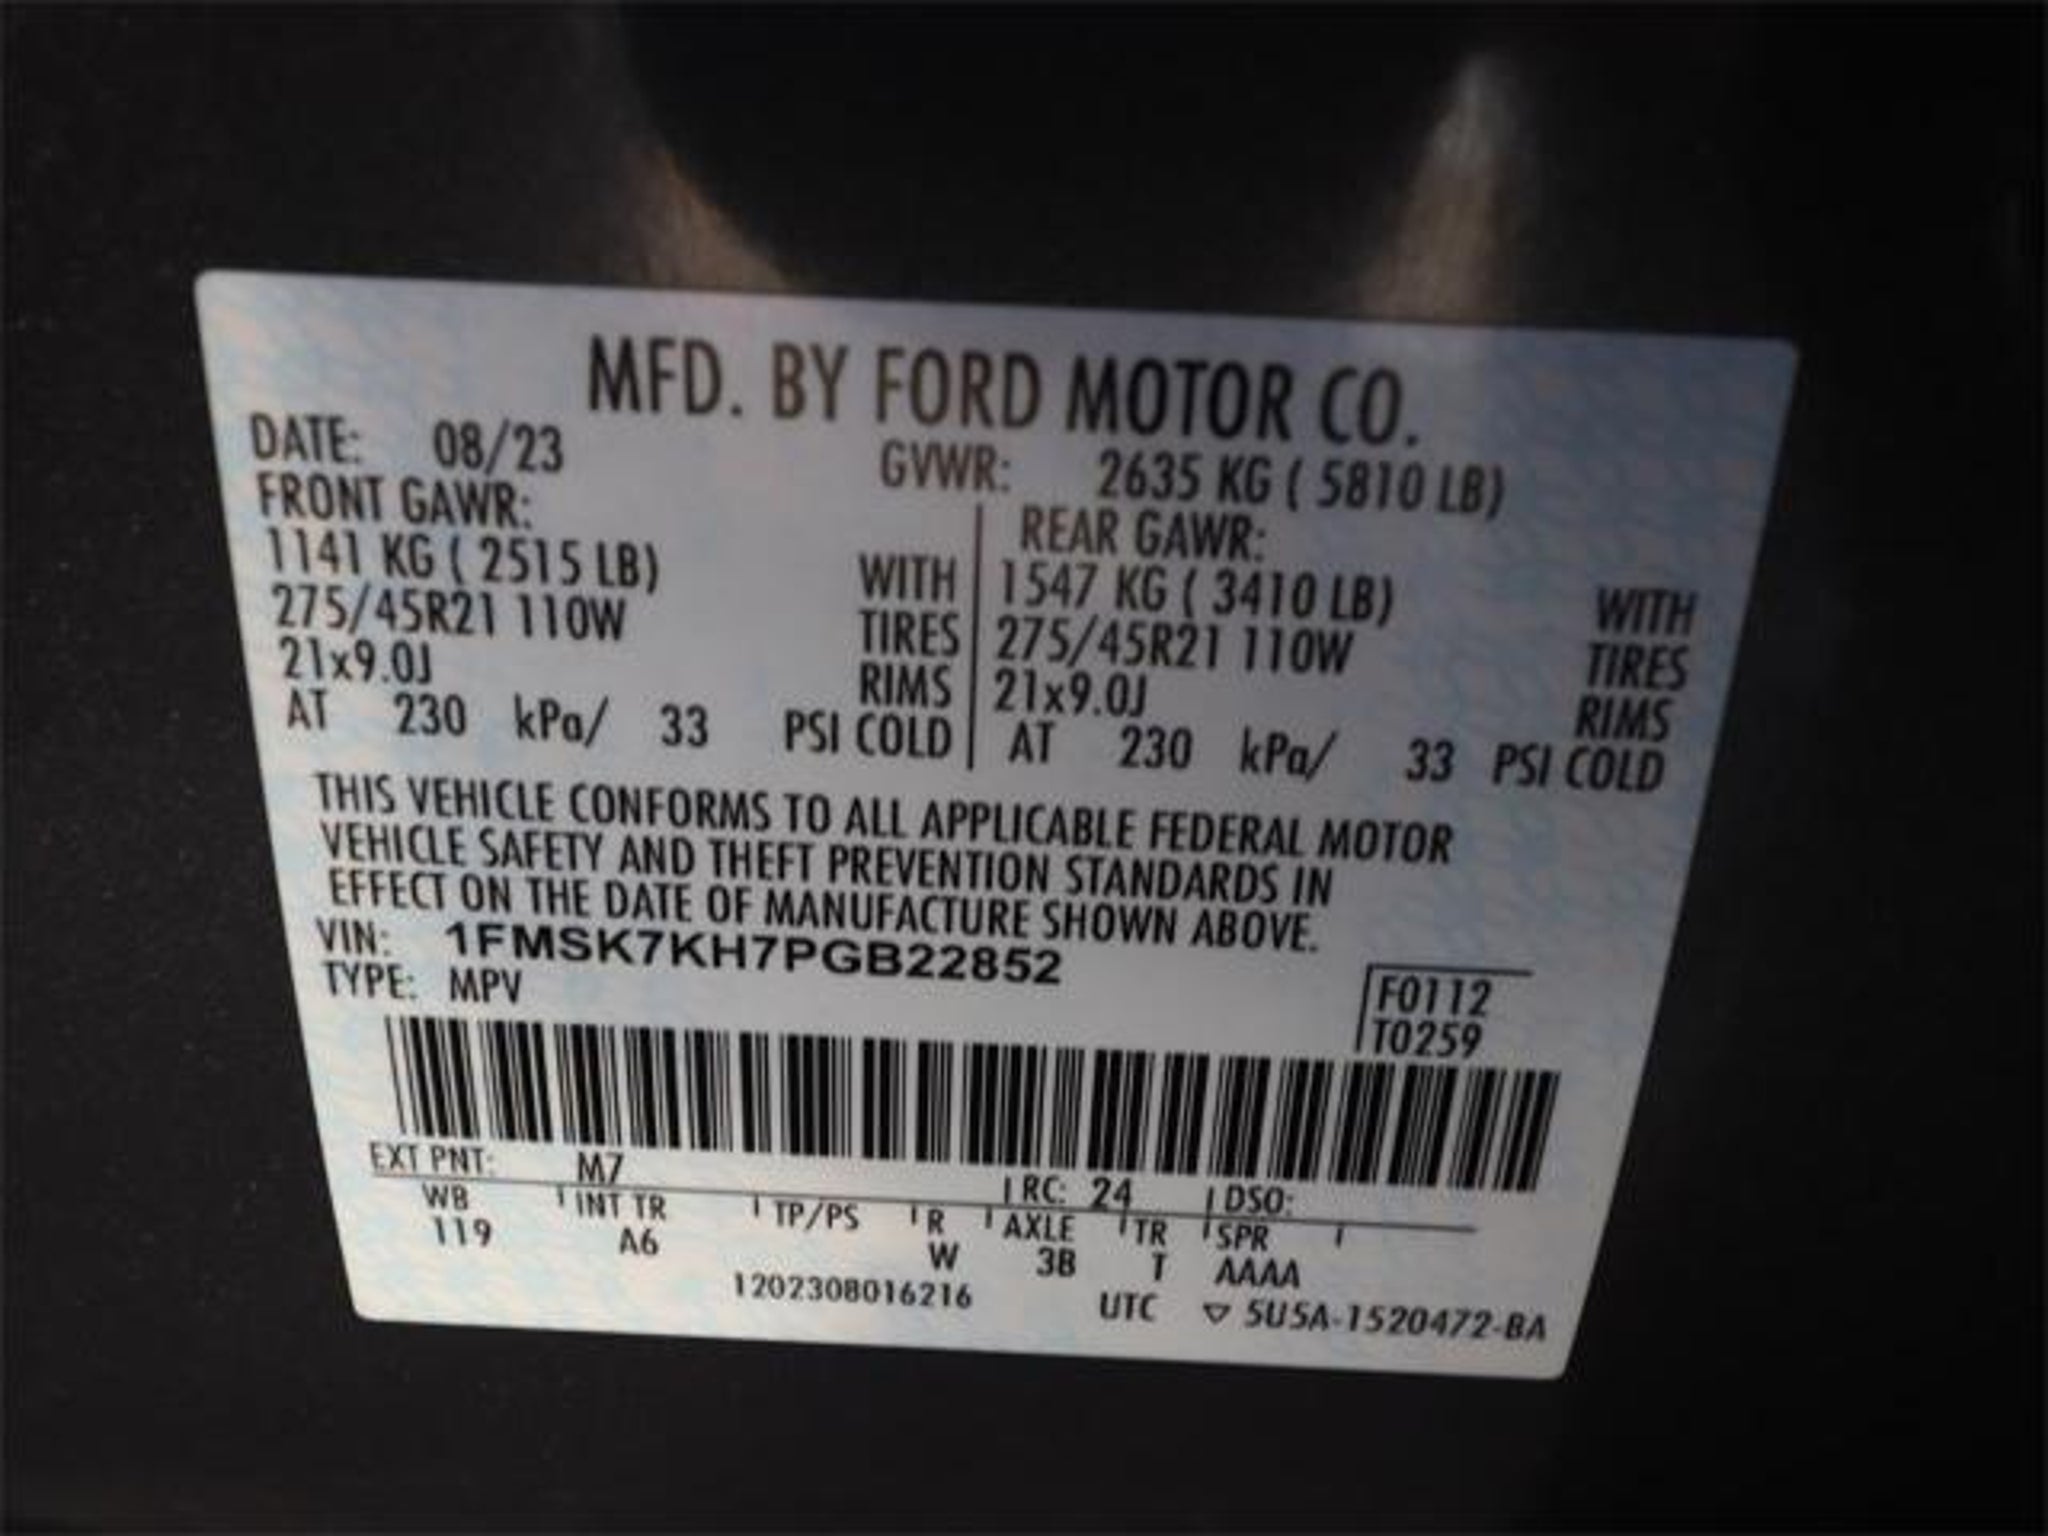 MFD. BY FORD MOTOR CO.
DATE: 08/23 GVWR: 2635 KG ( 5810 LB)
FRONT GAWR: REAR GAWR:
1141 KG ( 2515 LB) WITH 1547 KG ( 3410 LB) WITH
275/45R21 110W TIRES 275/45R21 110W TIRES
21x9.0J RIMS 21x9.0J RIMS
AT 230 kPa/ 33 PSI COLD AT 230 kPa/ 33 PSI COLD
THIS VEHICLE CONFORMS TO ALL APPLICABLE FEDERAL MOTOR
VEHICLE SAFETY AND THEFT PREVENTION STANDARDS IN
EFFECT ON THE DATE OF MANUFACTURE SHOWN ABOVE.
VIN: 1FMSK7KH7PGB22852
TYPE: MPV F0112
T0259
EXT PNT: M7 RC: 24 DSO:
WB INT TR TP/PS R AXLE TR SPR
119 A6 W 3B T AAAA
1202308016216 UTC ▽ 5U5A-1520472-BA